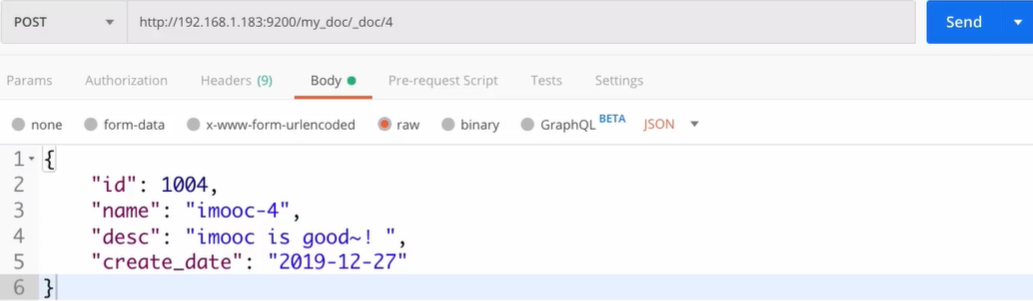 POST http://192.168.1.183:9200/my_doc/_doc/4 Send
Params Authorization Headers (9) Body Pre-request Script Tests Settings
none form-data x-www-form-urlencoded raw binary GraphQL BETA JSON
1 {
2 "id": 1004,
3 "name": "imooc-4",
4 "desc": "imooc is good~! ",
5 "create_date": "2019-12-27"
6 }